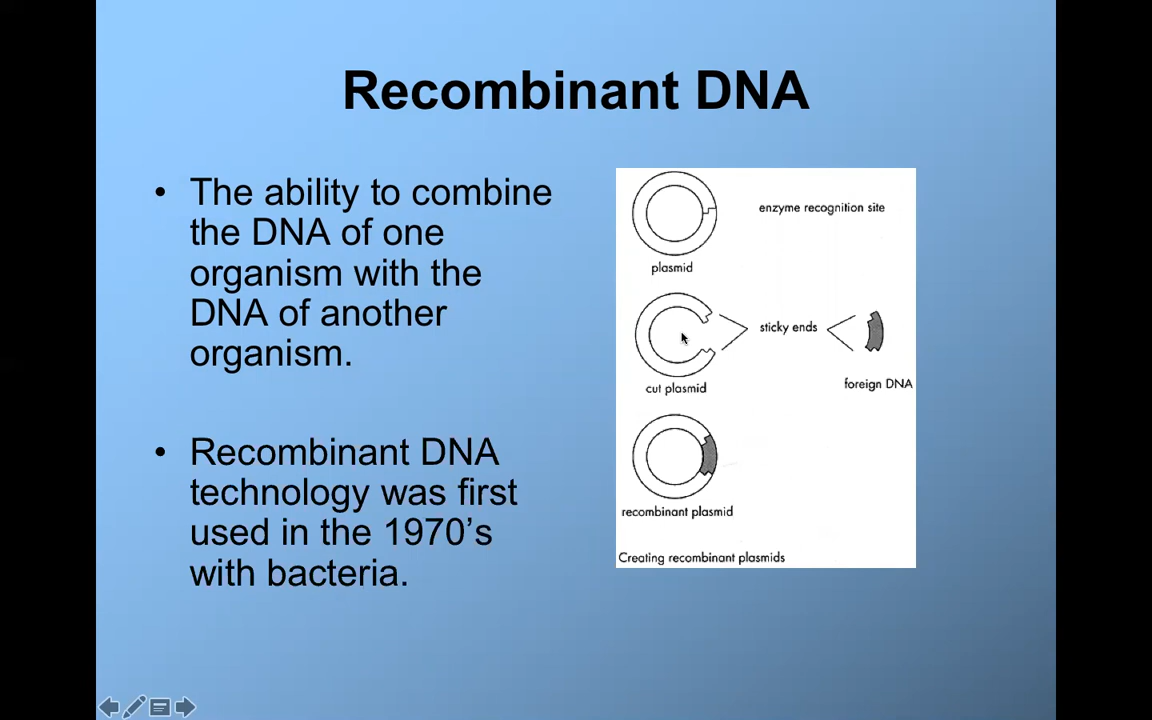 Recombinant DNA
• The ability to combine
the DNA of one
organism with the
DNA of another
organism.
• Recombinant DNA
technology was first
used in the 1970’s
with bacteria.
enzyme recognition site
plasmid
sticky ends
cut plasmid
foreign DNA
recombinant plasmid
Creating recombinant plasmids